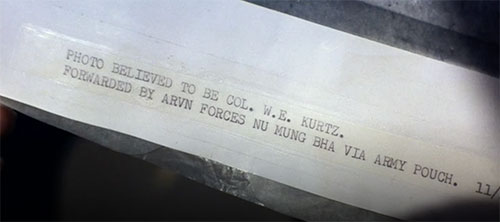 PHOTO BELIEVED TO BE COL. W.E. KURTZ.
FORWARDED BY ARVN FORCES NU MUNG BHA VIA ARMY POUCH. 11/